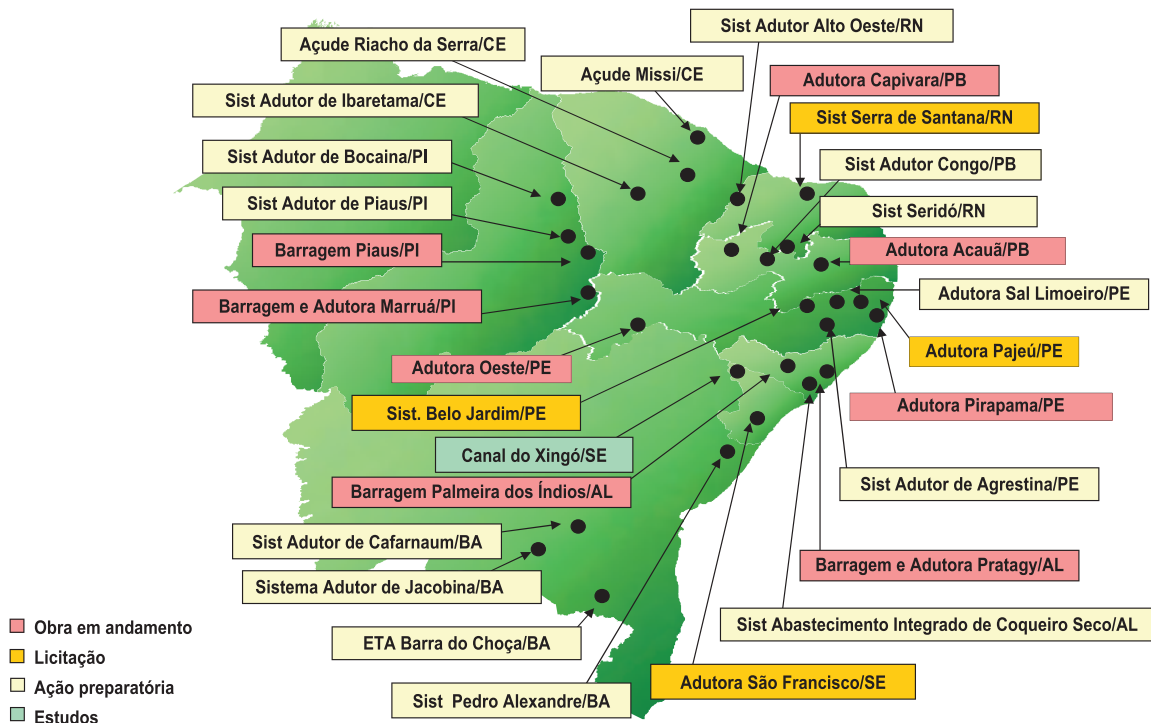 Sist Adutor Alto Oeste/RN
Açude Riacho da Serra/CE
Açude Missi/CE
Adutora Capivara/PB
Sist Adutor de Ibaretama/CE
Sist Serra de Santana/RN
Sist Adutor de Bocaina/PI
Sist Adutor Congo/PB
Sist Adutor de Piaus/PI
Sist Seridó/RN
Barragem Piaus/PI
Adutora Acauã/PB
Barragem e Adutora Marruá/PI
Adutora Sal Limoeiro/PE
Adutora Oeste/PE
Adutora Pajeú/PE
Sist. Belo Jardim/PE
Adutora Pirapama/PE
Canal do Xingó/SE
Barragem Palmeira dos Índios/AL
Sist Adutor de Agrestina/PE
Sist Adutor de Cafarnaum/BA
Barragem e Adutora Pratagy/AL
Sistema Adutor de Jacobina/BA
Sist Abastecimento Integrado de Coqueiro Seco/AL
ETA Barra do Choça/BA
Adutora São Francisco/SE
Sist Pedro Alexandre/BA
Obra em andamento
Licitação
Ação preparatória
Estudos